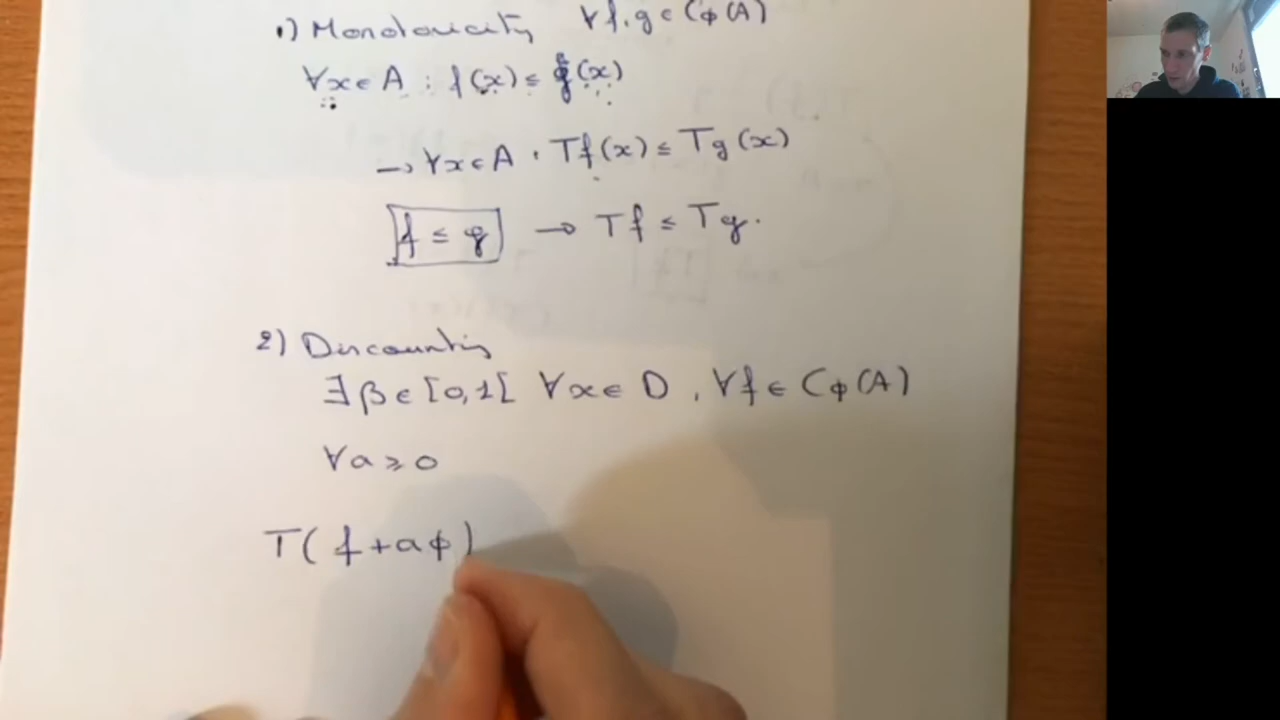 1) Monotonicity ∀f,g ∈ Cϕ(A)
∀x ∈ A : f(x) ≤ g(x)
→ ∀x ∈ A : Tf(x) ≤ Tg(x)
f ≤ g → Tf ≤ Tg.
2) Discounting
∃β ∈ [0,1[ ∀x ∈ D , ∀f ∈ Cϕ(A)
∀a ≥ 0
T(f+aϕ)